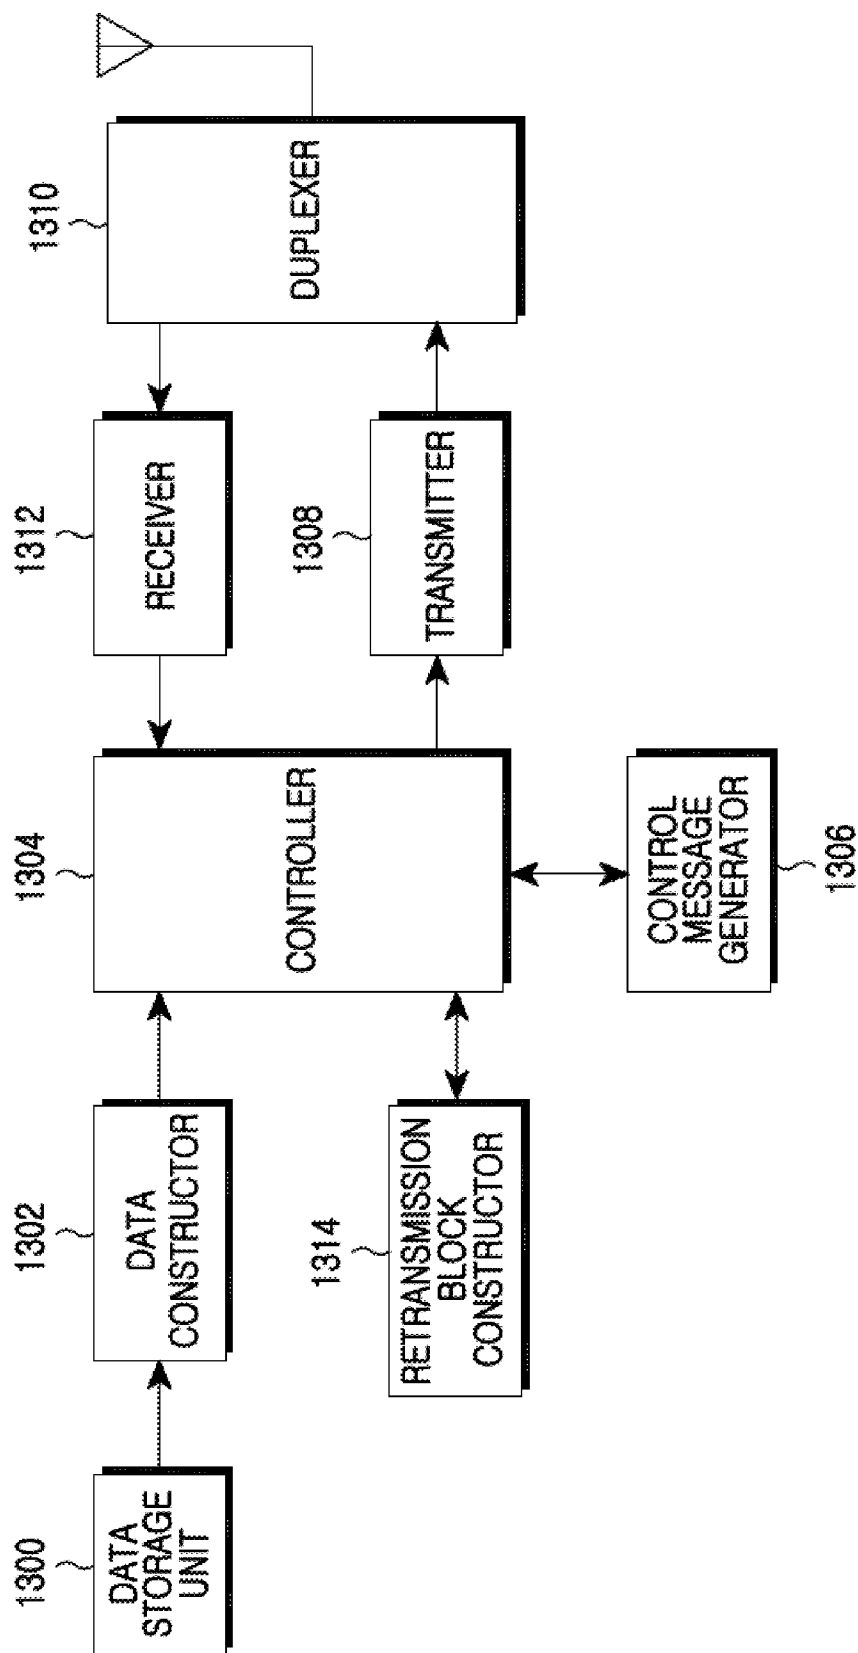 1300
DATA
STORAGE
UNIT
1302
DATA
CONSTRUCTOR
1304
CONTROLLER
1312
RECEIVER
1310
DUPLEXER
1314
RETRANSMISSION
BLOCK
CONSTRUCTOR
1308
TRANSMITTER
CONTROL
MESSAGE
GENERATOR
1306